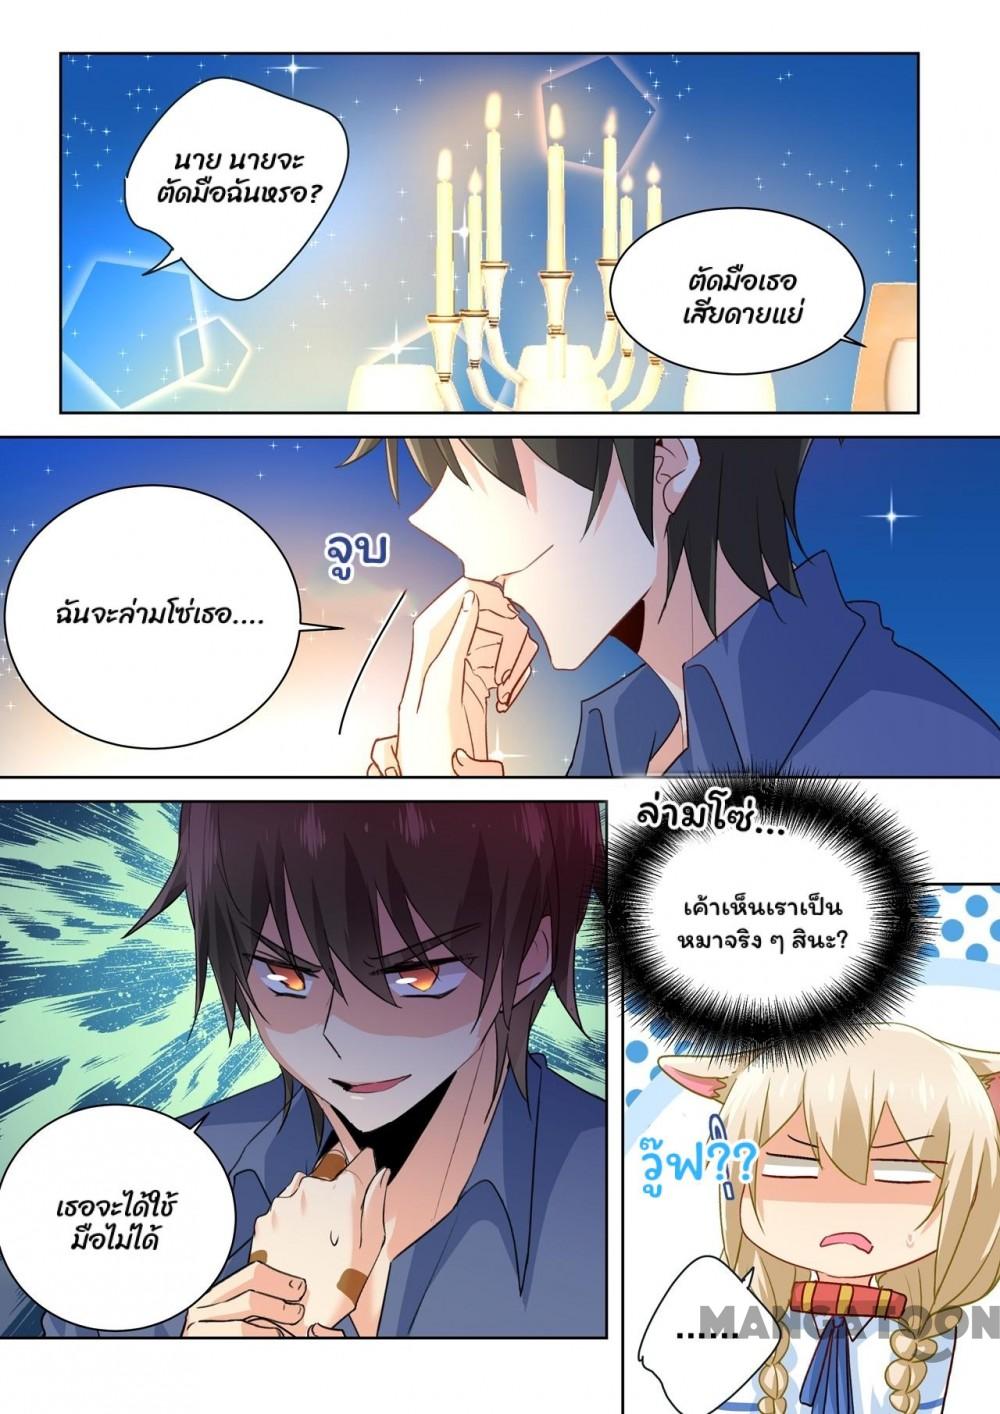 นาย นายจะ
ตัดมือฉันหรอ?
ตัดมือเธอ
เสียดายแย่
จูบ
ฉันจะล่ามโซ่เธอ....
ล่ามโซ่...
เค้าเห็นเราเป็น
หมาจริง ๆ สินะ?
เธอจะได้ใช้
มือไม่ได้
วู๊ฟ??
.......
MANGATOON